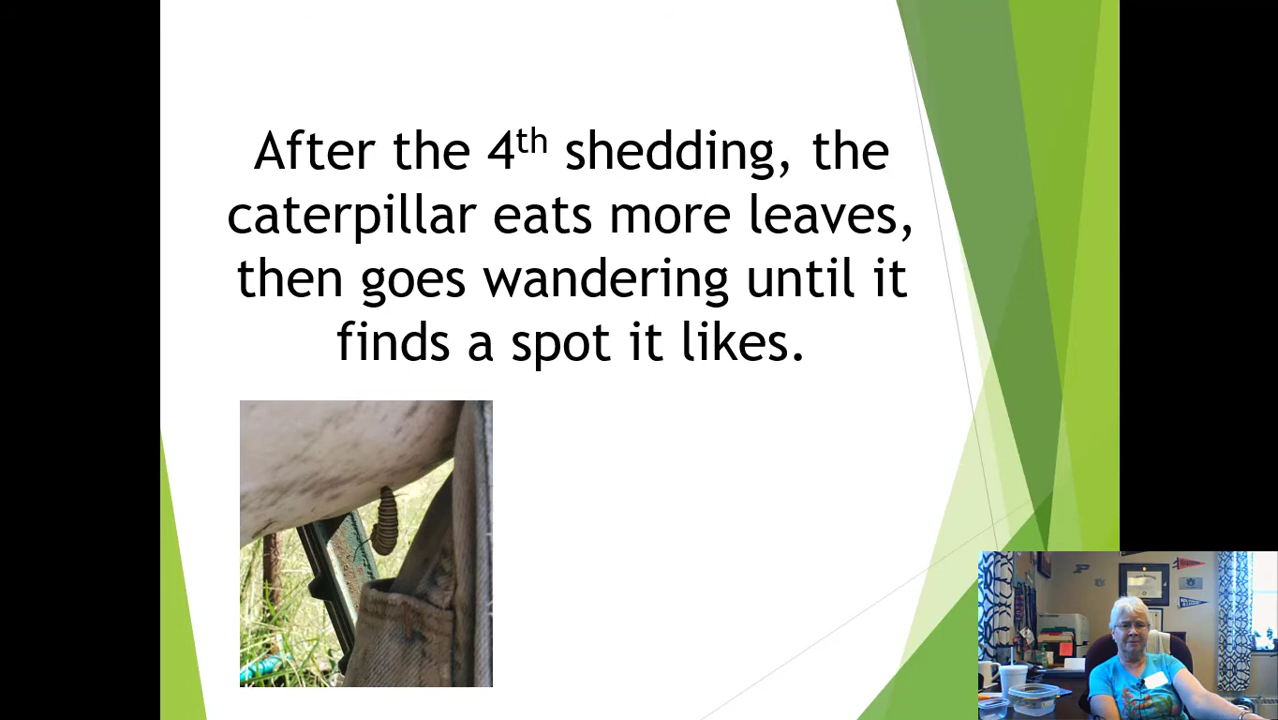 After the 4th shedding, the
caterpillar eats more leaves,
then goes wandering until it
finds a spot it likes.